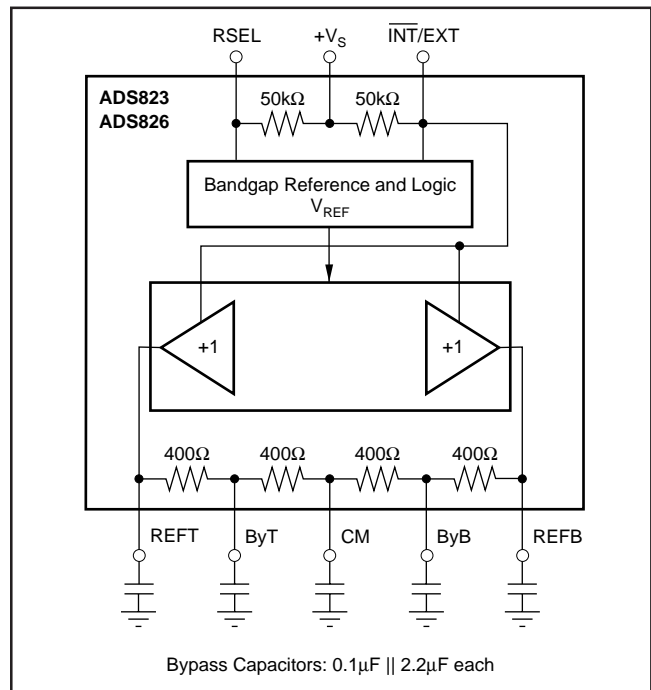 RSEL +VS INT/EXT
ADS823
ADS826
50kΩ 50kΩ
Bandgap Reference and Logic
VREF
+1 +1
400Ω 400Ω 400Ω 400Ω
REFT ByT CM ByB REFB
Bypass Capacitors: 0.1µF || 2.2µF each